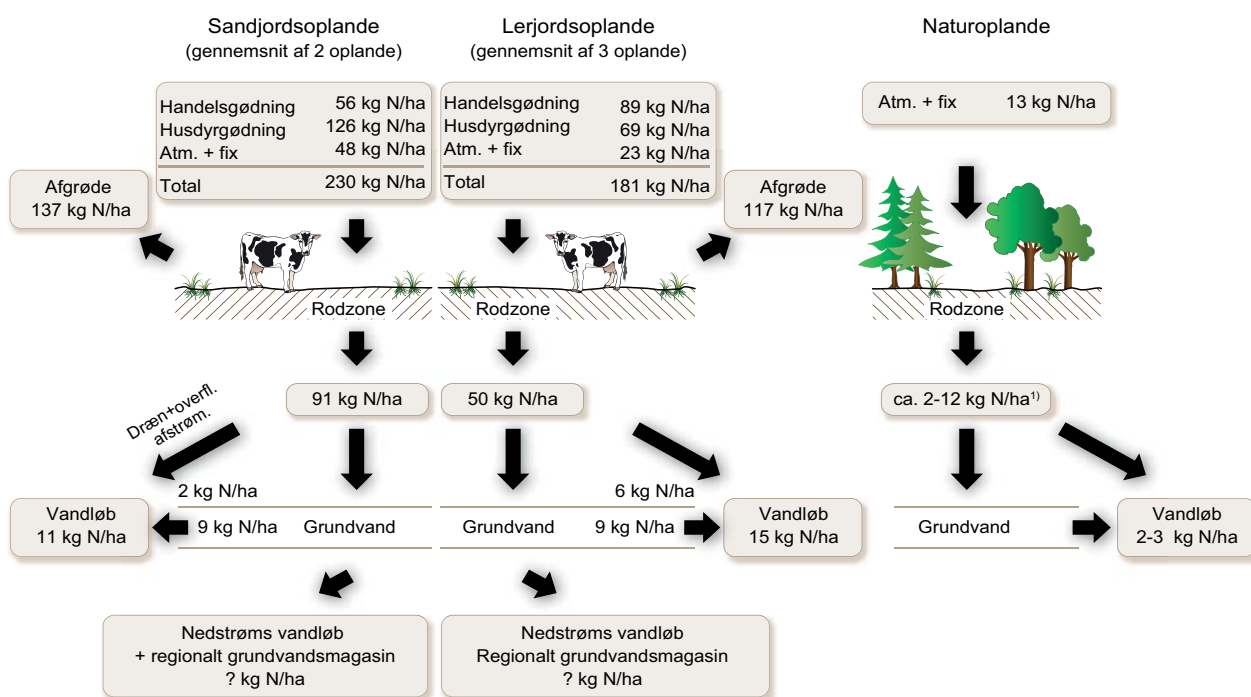 Sandjordsoplande
(gennemsnit af 2 oplande)
Lerjordsoplande
(gennemsnit af 3 oplande)
Naturoplande
Handelsgødning 56 kg N/ha
Husdyrgødning 126 kg N/ha
Atm. + fix 48 kg N/ha
Total 230 kg N/ha
Handelsgødning 89 kg N/ha
Husdyrgødning 69 kg N/ha
Atm. + fix 23 kg N/ha
Total 181 kg N/ha
Atm. + fix 13 kg N/ha
Afgrøde
137 kg N/ha
Afgrøde
117 kg N/ha
Rodzone
Rodzone
Rodzone
91 kg N/ha
50 kg N/ha
ca. 2-12 kg N/ha¹⁾
Dræn+overfl.
afstrøm.
2 kg N/ha
6 kg N/ha
Vandløb
11 kg N/ha
9 kg N/ha
Grundvand
Grundvand
9 kg N/ha
Vandløb
15 kg N/ha
Grundvand
Vandløb
2-3 kg N/ha
Nedstrøms vandløb
+ regionalt grundvandsmagasin
? kg N/ha
Nedstrøms vandløb
Regionalt grundvandsmagasin
? kg N/ha